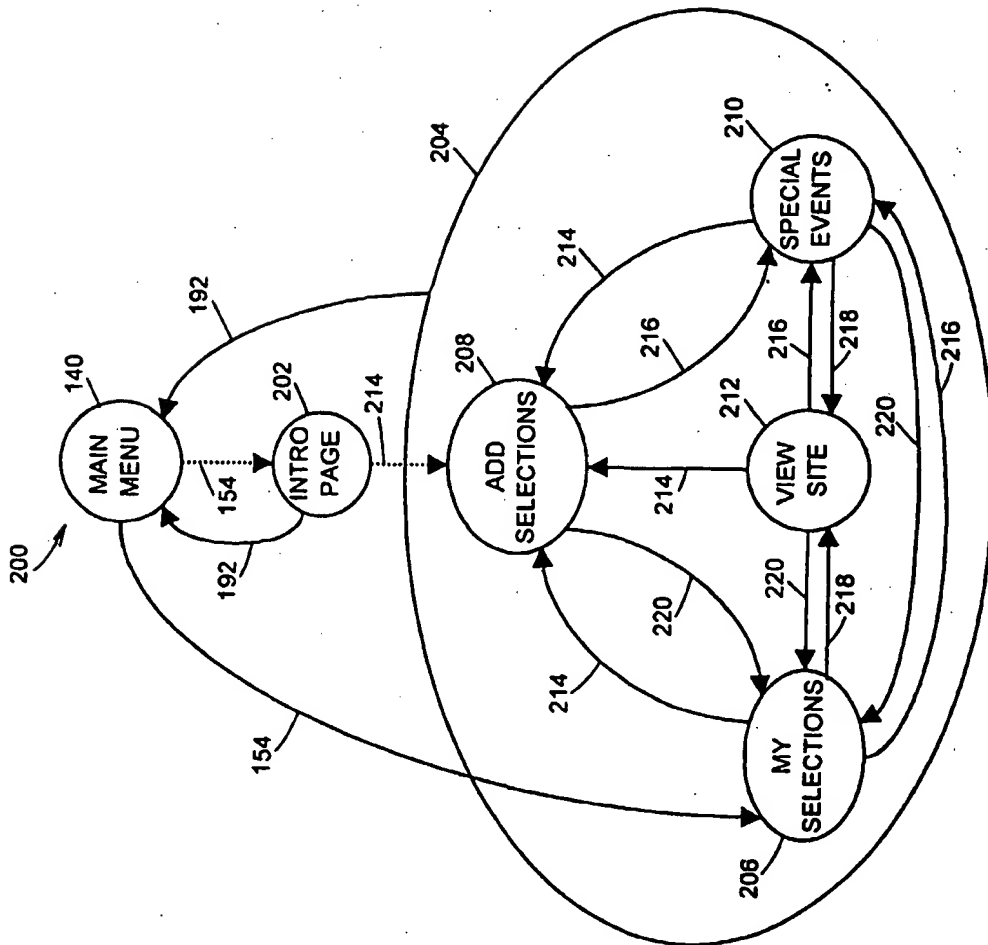 200
MAIN
MENU
140
192
154
192
INTRO
PAGE
202
214
154
204
ADD
SELECTIONS
208
214
216
220
214
214
SPECIAL
EVENTS
210
216
218
VIEW
SITE
212
220
218
MY
SELECTIONS
206
220
216